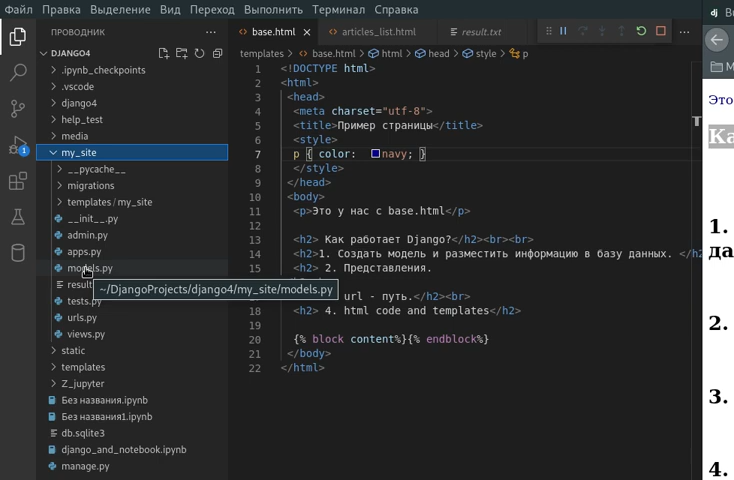 Файл Правка Выделение Вид Переход Выполнить Терминал Справка
ПРОВОДНИК ...
DJANGO4
.ipynb_checkpoints
.vscode
django4
help_test
media
my_site
__pycache__
migrations
templates / my_site
__init__.py
admin.py
apps.py
models.py
result
tests.py
urls.py
views.py
static
templates
Z_jupyter
Без названия.ipynb
Без названия1.ipynb
db.sqlite3
django_and_notebook.ipynb
manage.py
1
~/DjangoProjects/django4/my_site/models.py
base.html articles_list.html result.txt ...
templates > base.html > html > head > style > p
1 <!DOCTYPE html>
2 <html>
3 <head>
4 <meta charset="utf-8">
5 <title>Пример страницы</title>
6 <style>
7 p { color: navy; }
8 </style>
9 </head>
10 <body>
11 <p>Это у нас с base.html</p>
12
13 <h2> Как работает Django?</h2><br><br>
14 <h2>1. Создать модель и разместить информацию в базу данных. </h2
15 <h2> 2. Представления.
url - путь.</h2><br>
18 <h2> 4. html code and templates</h2>
19
20 {% block content%}{% endblock%}
21 </body>
22 </html>
dj
Это
Ка
1.
да
2.
3.
4.